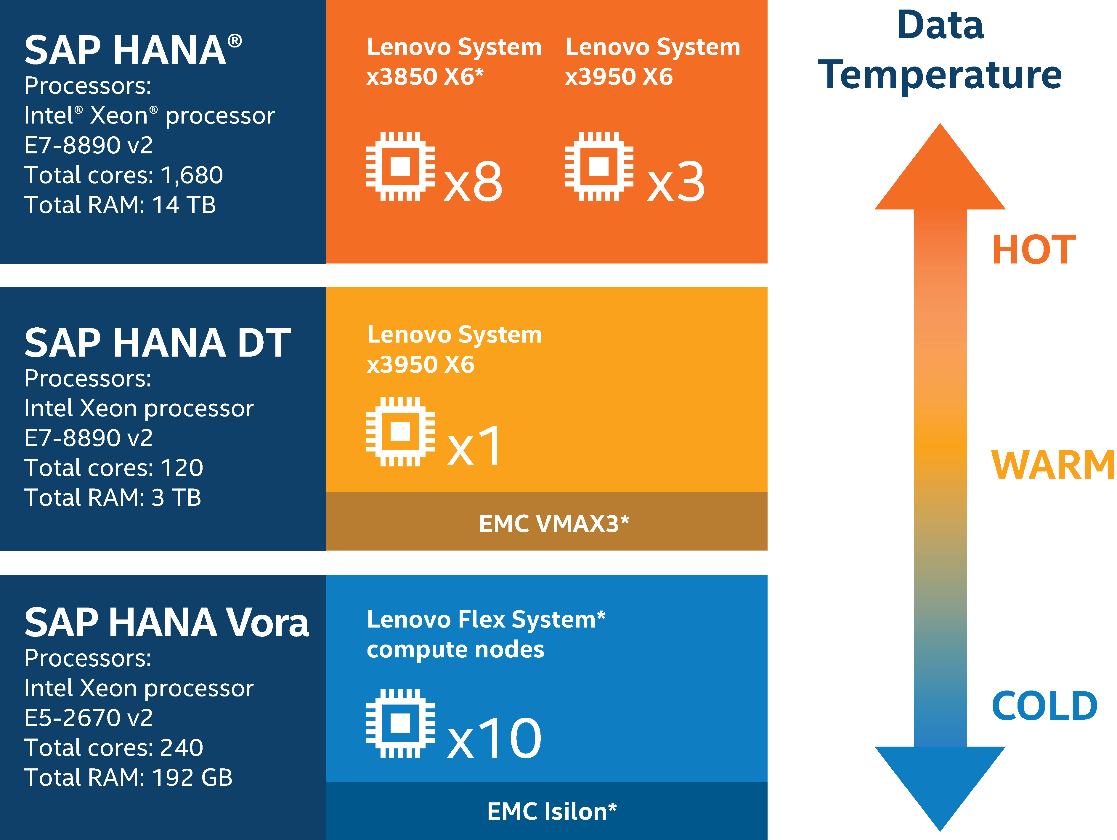 SAP HANA®
Processors:
Intel® Xeon® processor
E7-8890 v2
Total cores: 1,680
Total RAM: 14 TB
Lenovo System
x3850 X6*
x8
Lenovo System
x3950 X6
x3
SAP HANA DT
Processors:
Intel Xeon processor
E7-8890 v2
Total cores: 120
Total RAM: 3 TB
Lenovo System
x3950 X6
x1
EMC VMAX3*
SAP HANA Vora
Processors:
Intel Xeon processor
E5-2670 v2
Total cores: 240
Total RAM: 192 GB
Lenovo Flex System*
compute nodes
x10
EMC Isilon*
Data
Temperature
HOT
WARM
COLD